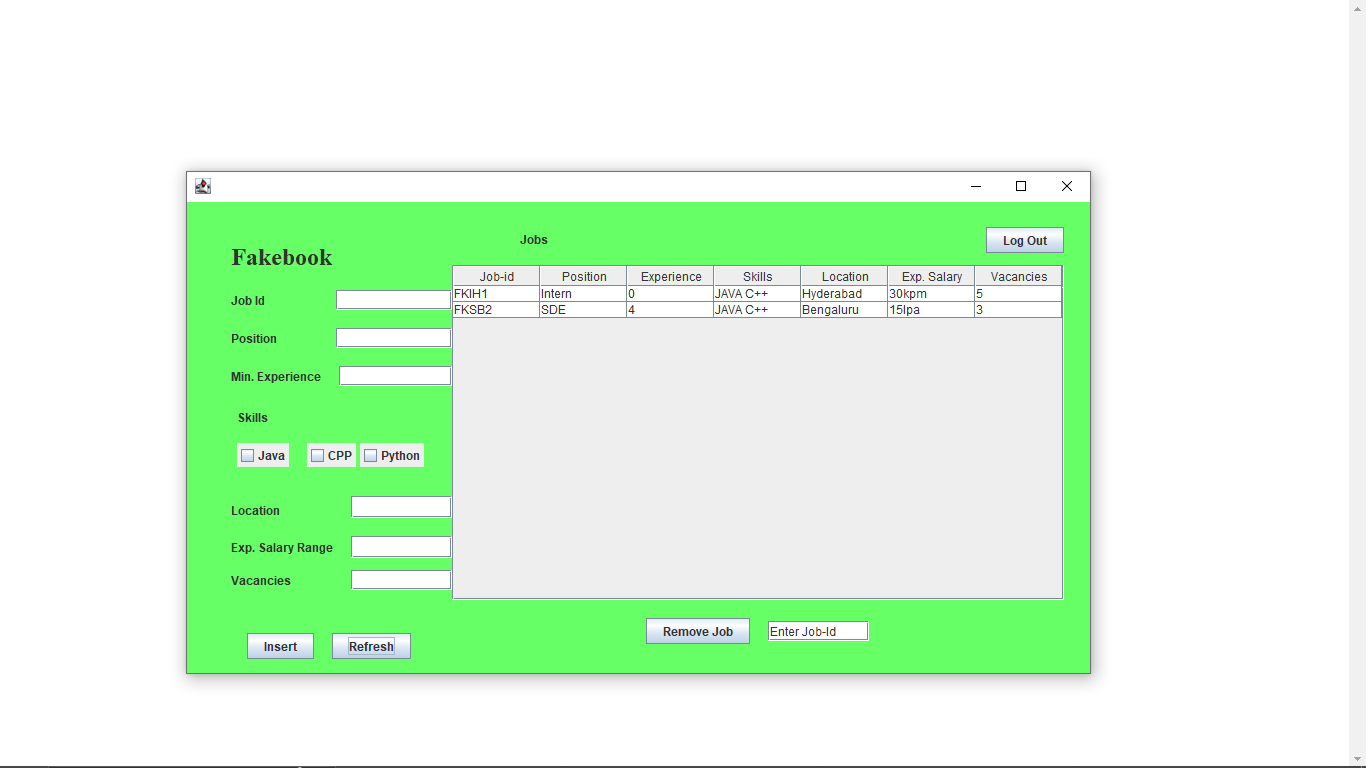 Jobs
Log Out
Fakebook
Job-id Position Experience Skills Location Exp. Salary Vacancies
FKIH1 Intern 0 JAVA C++ Hyderabad 30kpm 5
FKSB2 SDE 4 JAVA C++ Bengaluru 15lpa 3
Job Id
Position
Min. Experience
Skills
Java CPP Python
Location
Exp. Salary Range
Vacancies
Remove Job Enter Job-Id
Insert Refresh